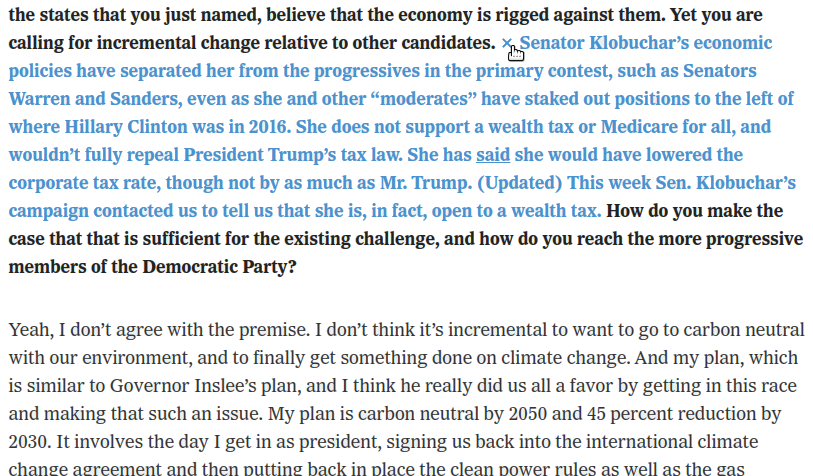 the states that you just named, believe that the economy is rigged against them. Yet you are
calling for incremental change relative to other candidates. × Senator Klobuchar’s economic
policies have separated her from the progressives in the primary contest, such as Senators
Warren and Sanders, even as she and other “moderates” have staked out positions to the left of
where Hillary Clinton was in 2016. She does not support a wealth tax or Medicare for all, and
wouldn’t fully repeal President Trump’s tax law. She has said she would have lowered the
corporate tax rate, though not by as much as Mr. Trump. (Updated) This week Sen. Klobuchar’s
campaign contacted us to tell us that she is, in fact, open to a wealth tax. How do you make the
case that that is sufficient for the existing challenge, and how do you reach the more progressive
members of the Democratic Party?
Yeah, I don’t agree with the premise. I don’t think it’s incremental to want to go to carbon neutral
with our environment, and to finally get something done on climate change. And my plan, which
is similar to Governor Inslee’s plan, and I think he really did us all a favor by getting in this race
and making that such an issue. My plan is carbon neutral by 2050 and 45 percent reduction by
2030. It involves the day I get in as president, signing us back into the international climate
change agreement and then putting back in place the clean power rules as well as the gas